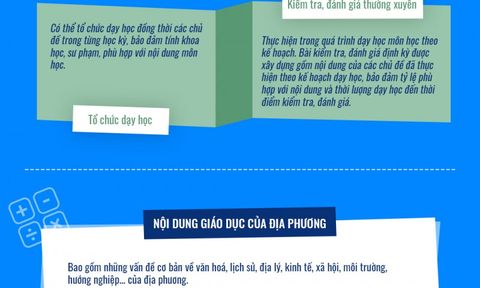 Có thể tổ chức dạy học đồng thời các chủ
đề trong từng học kỳ, bảo đảm tính khoa
học, sư phạm, phù hợp với nội dung môn
học.
Tổ chức dạy học
Kiểm tra, đánh giá thường xuyên
Thực hiện trong quá trình dạy học môn học theo
kế hoạch. Bài kiểm tra, đánh giá định kỳ được
xây dựng gồm nội dung của các chủ đề đã thực
hiện theo kế hoạch dạy học, bảo đảm tỷ lệ phù
hợp với nội dung và thời lượng dạy học đến thời
điểm kiểm tra, đánh giá.
NỘI DUNG GIÁO DỤC CỦA ĐỊA PHƯƠNG
Bao gồm những vấn đề cơ bản về văn hoá, lịch sử, địa lý, kinh tế, xã hội, môi trường,
hướng nghiệp... của địa phương.